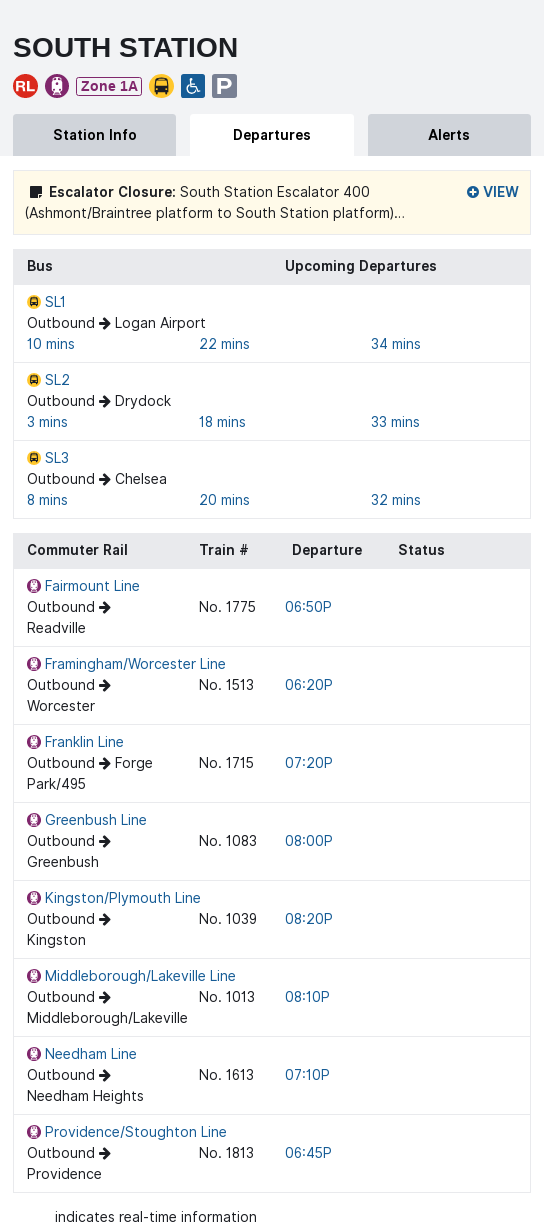 SOUTH STATION
RL Zone 1A P
Station Info Departures Alerts
Escalator Closure: South Station Escalator 400 VIEW
(Ashmont/Braintree platform to South Station platform)...
Bus Upcoming Departures
SL1
Outbound → Logan Airport
10 mins 22 mins 34 mins
SL2
Outbound → Drydock
3 mins 18 mins 33 mins
SL3
Outbound → Chelsea
8 mins 20 mins 32 mins
Commuter Rail Train # Departure Status
Fairmount Line
Outbound → No. 1775 06:50P
Readville
Framingham/Worcester Line
Outbound → No. 1513 06:20P
Worcester
Franklin Line
Outbound → Forge No. 1715 07:20P
Park/495
Greenbush Line
Outbound → No. 1083 08:00P
Greenbush
Kingston/Plymouth Line
Outbound → No. 1039 08:20P
Kingston
Middleborough/Lakeville Line
Outbound → No. 1013 08:10P
Middleborough/Lakeville
Needham Line
Outbound → No. 1613 07:10P
Needham Heights
Providence/Stoughton Line
Outbound → No. 1813 06:45P
Providence
indicates real-time information